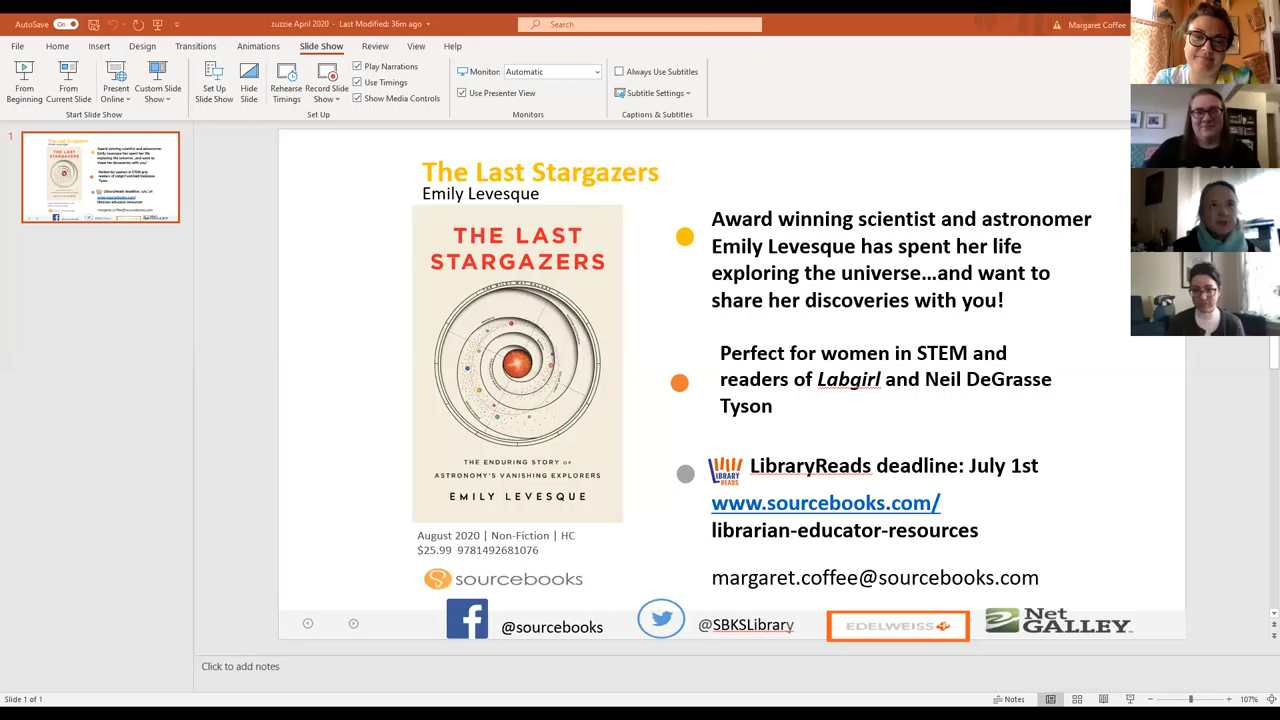 AutoSave
On
zuzzie April 2020 - Last Modified: 36m ago
Search
Margaret Coffee
File Home Insert Design Transitions Animations Slide Show Review View Help
From Beginning
From Current Slide
Present Online
Custom Slide Show
Start Slide Show
Set Up Slide Show
Hide Slide
Rehearse Timings
Record Slide Show
Play Narrations
Use Timings
Show Media Controls
Set Up
Monitor: Automatic
Use Presenter View
Monitors
Always Use Subtitles
Subtitle Settings
Captions & Subtitles
1
The Last Stargazers
Emily Levesque
THE LAST
STARGAZERS
THE ENDURING STORY OF
ASTRONOMY'S VANISHING EXPLORERS
EMILY LEVESQUE
August 2020 | Non-Fiction | HC
$25.99 9781492681076
sourcebooks
Award winning scientist and astronomer
Emily Levesque has spent her life
exploring the universe…and want to
share her discoveries with you!
Perfect for women in STEM and
readers of Labgirl and Neil DeGrasse
Tyson
LIBRARY
READS
LibraryReads deadline: July 1st
www.sourcebooks.com/
librarian-educator-resources
margaret.coffee@sourcebooks.com
@sourcebooks
@SBKSLibrary
EDELWEISS+
Net
GALLEY
Click to add notes
Slide 1 of 1
Notes
107%